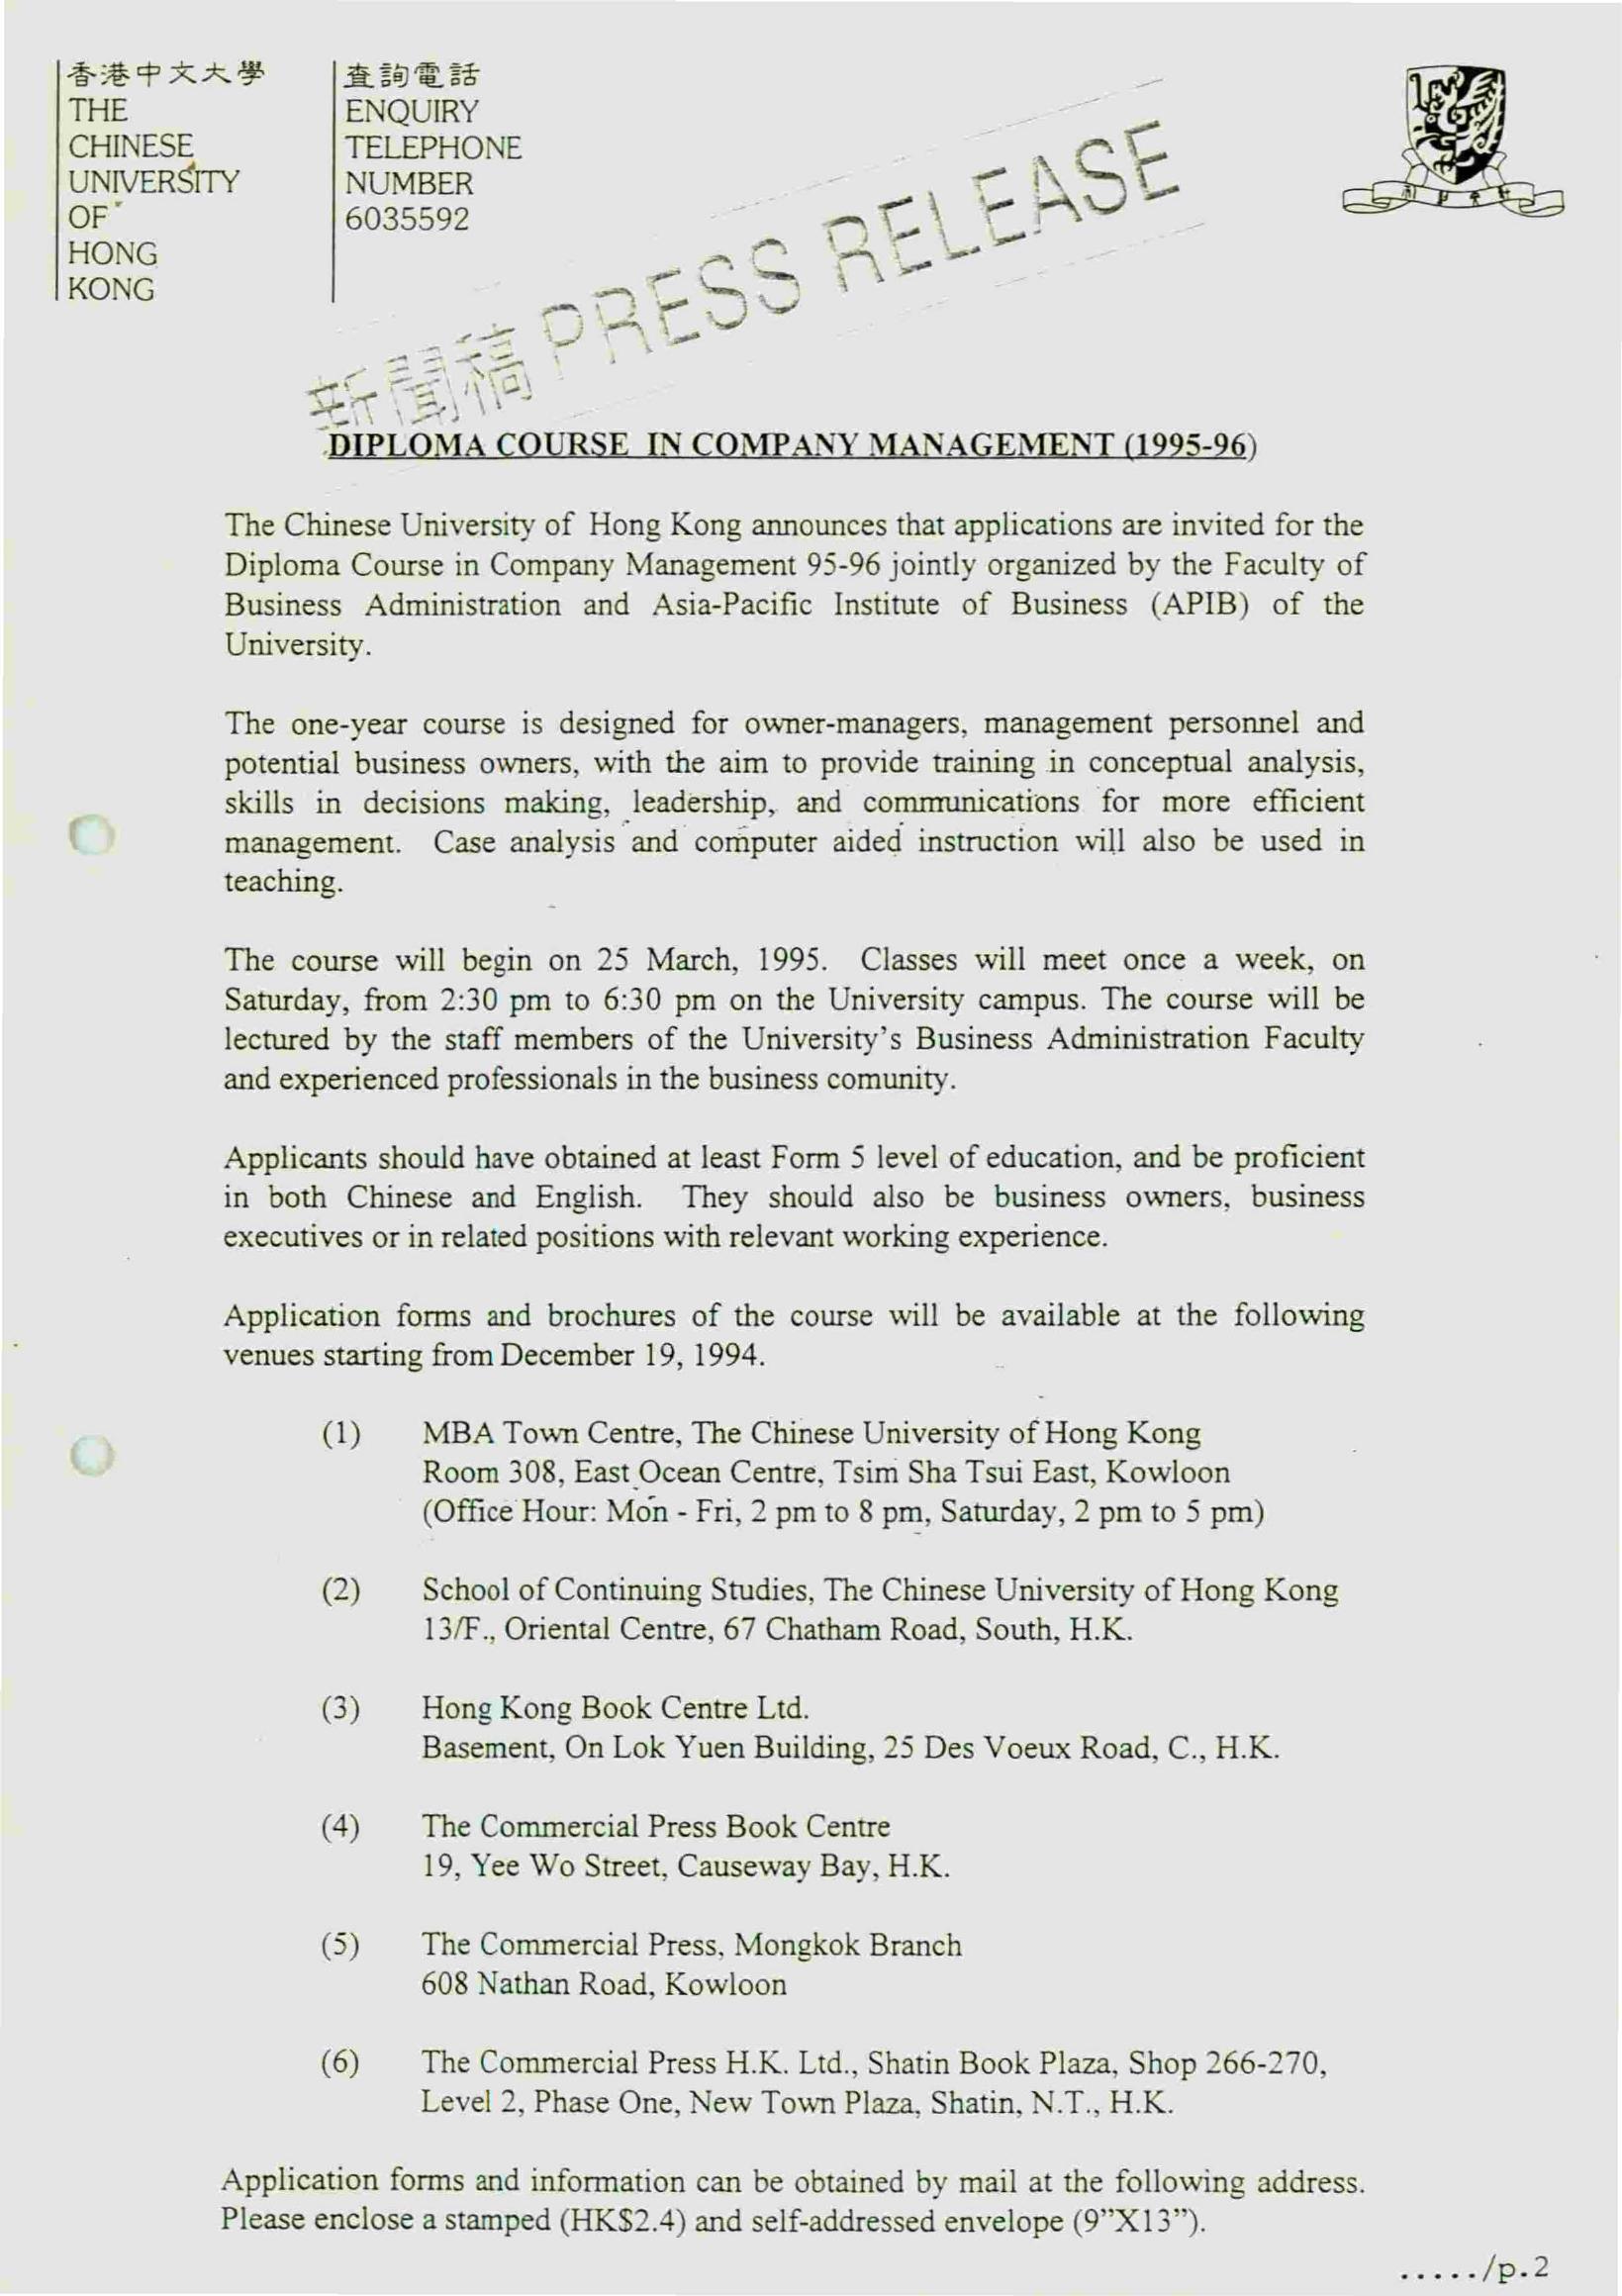 香港中文大學
THE
CHINESE
UNIVERSITY
OF
HONG
KONG
查詢電話
ENQUIRY
TELEPHONE
NUMBER
6035592
新聞稿 PRESS RELEASE
DIPLOMA COURSE IN COMPANY MANAGEMENT (1995-96)
The Chinese University of Hong Kong announces that applications are invited for the
Diploma Course in Company Management 95-96 jointly organized by the Faculty of
Business Administration and Asia-Pacific Institute of Business (APIB) of the
University.
The one-year course is designed for owner-managers, management personnel and
potential business owners, with the aim to provide training in conceptual analysis,
skills in decisions making, leadership, and communications for more efficient
management. Case analysis and computer aided instruction will also be used in
teaching.
The course will begin on 25 March, 1995. Classes will meet once a week, on
Saturday, from 2:30 pm to 6:30 pm on the University campus. The course will be
lectured by the staff members of the University's Business Administration Faculty
and experienced professionals in the business comunity.
Applicants should have obtained at least Form 5 level of education, and be proficient
in both Chinese and English. They should also be business owners, business
executives or in related positions with relevant working experience.
Application forms and brochures of the course will be available at the following
venues starting from December 19, 1994.
(1) MBA Town Centre, The Chinese University of Hong Kong
Room 308, East Ocean Centre, Tsim Sha Tsui East, Kowloon
(Office Hour: Mon - Fri, 2 pm to 8 pm, Saturday, 2 pm to 5 pm)
(2) School of Continuing Studies, The Chinese University of Hong Kong
13/F., Oriental Centre, 67 Chatham Road, South, H.K.
(3) Hong Kong Book Centre Ltd.
Basement, On Lok Yuen Building, 25 Des Voeux Road, C., H.K.
(4) The Commercial Press Book Centre
19, Yee Wo Street, Causeway Bay, H.K.
(5) The Commercial Press, Mongkok Branch
608 Nathan Road, Kowloon
(6) The Commercial Press H.K. Ltd., Shatin Book Plaza, Shop 266-270,
Level 2, Phase One, New Town Plaza, Shatin, N.T., H.K.
Application forms and information can be obtained by mail at the following address.
Please enclose a stamped (HK$2.4) and self-addressed envelope (9”X13”).
...../p.2